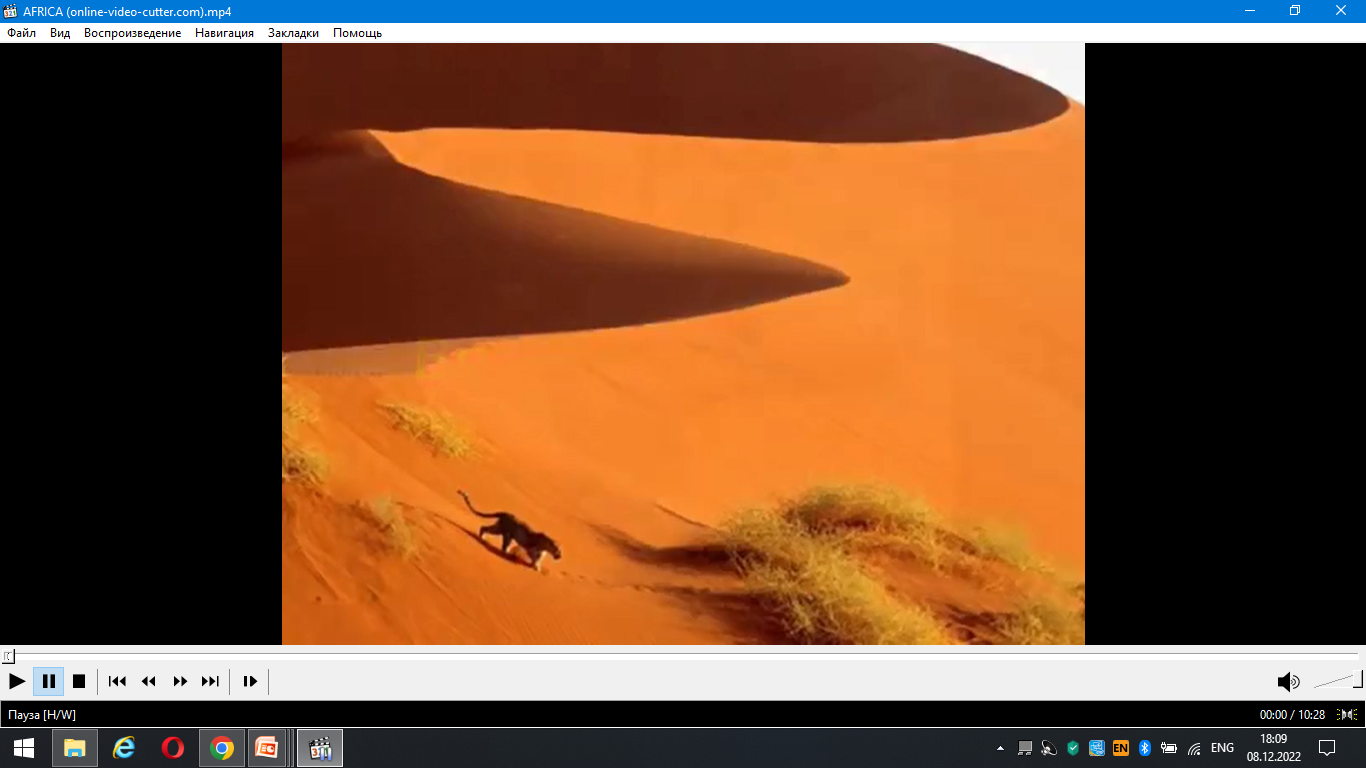 AFRICA (online-video-cutter.com).mp4
Файл Вид Воспроизведение Навигация Закладки Помощь
Пауза [H/W]
00:00 / 10:28
EN
ENG
18:09
08.12.2022